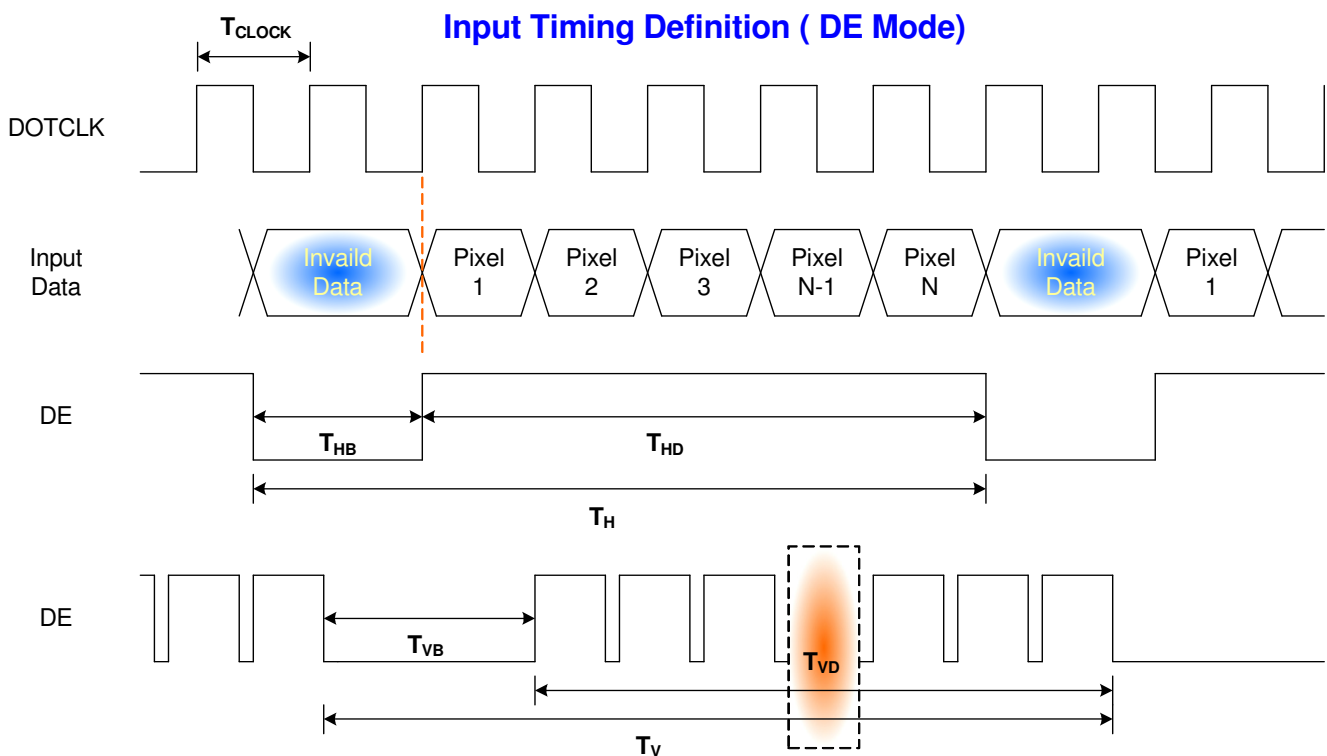 Input Timing Definition ( DE Mode)
TCLOCK
DOTCLK
Input
Data
Invaild
Data
Pixel
1
Pixel
2
Pixel
3
Pixel
N-1
Pixel
N
Invaild
Data
Pixel
1
DE
THB
THD
TH
DE
TVB
TVD
TV